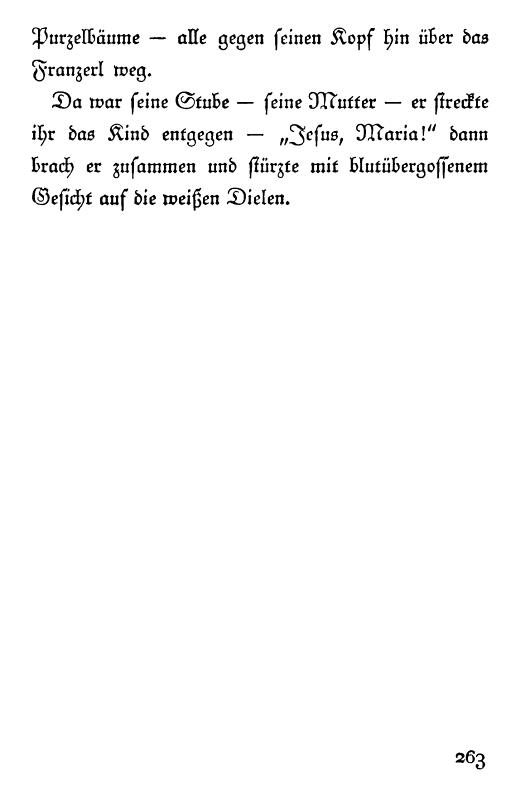 Purzelbäume — alle gegen seinen Kopf hin über das
Franzerl weg.
Da war seine Stube — seine Mutter — er streckte
ihr das Kind entgegen — „Jesus, Maria!“ dann
brach er zusammen und stürzte mit blutübergossenem
Gesicht auf die weißen Dielen.
263